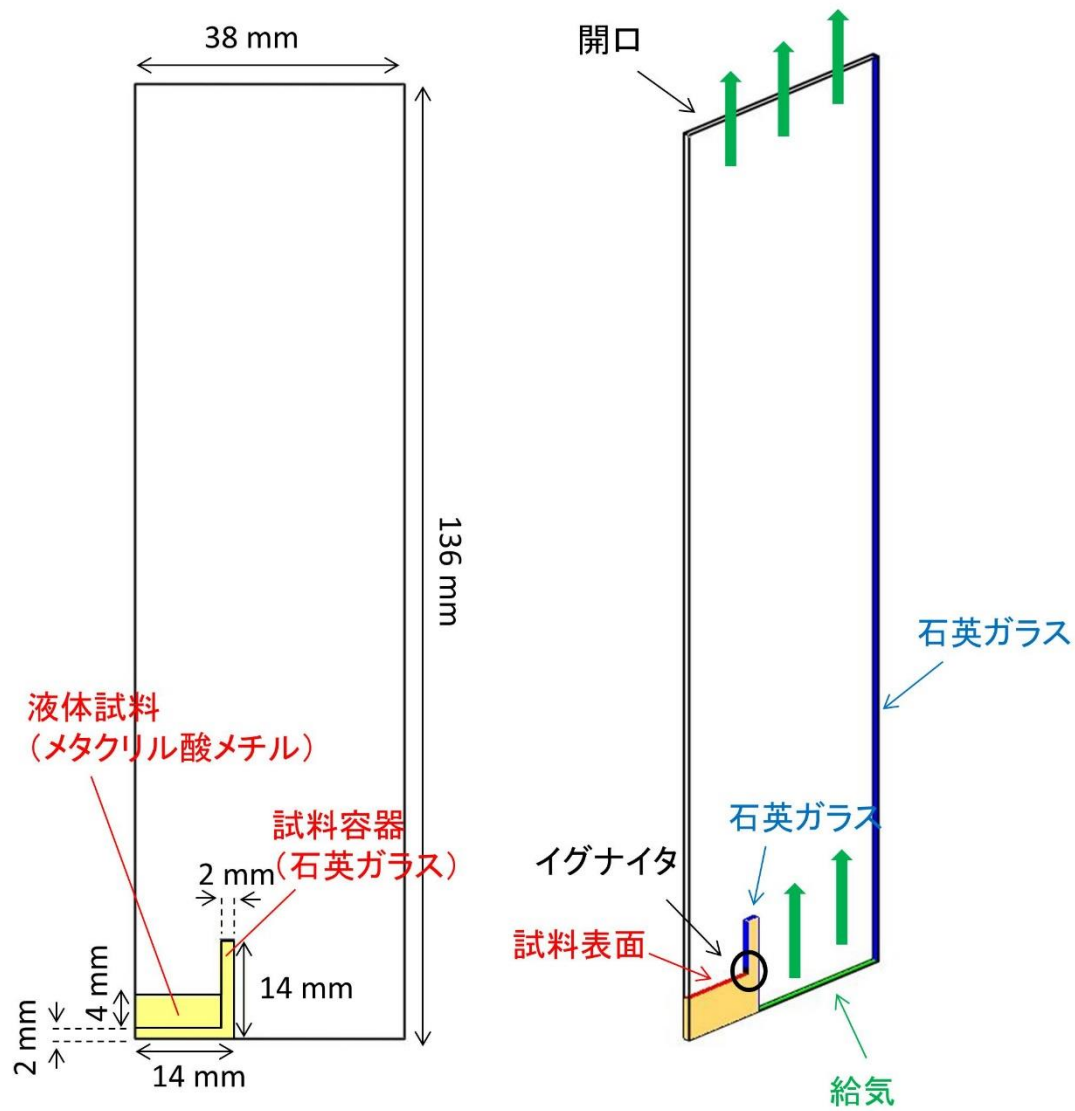 38 mm
136 mm
液体試料
（メタクリル酸メチル）
試料容器
（石英ガラス）
2 mm
14 mm
4 mm
2 mm
14 mm
開口
石英ガラス
石英ガラス
イグナイタ
試料表面
給気